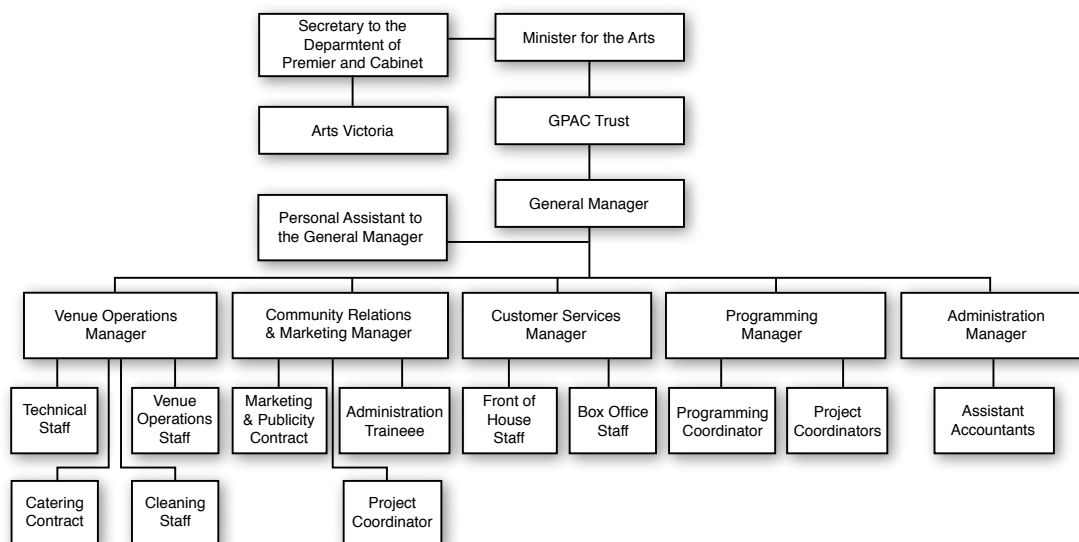 Secretary to the
Deparmtent of
Premier and Cabinet
Minister for the Arts
Arts Victoria
GPAC Trust
General Manager
Personal Assistant to
the General Manager
Venue Operations
Manager
Community Relations
& Marketing Manager
Customer Services
Manager
Programming
Manager
Administration
Manager
Technical
Staff
Venue
Operations
Staff
Marketing
& Publicity
Contract
Administration
Traineee
Front of
House
Staff
Box Office
Staff
Programming
Coordinator
Project
Coordinators
Assistant
Accountants
Catering
Contract
Cleaning
Staff
Project
Coordinator